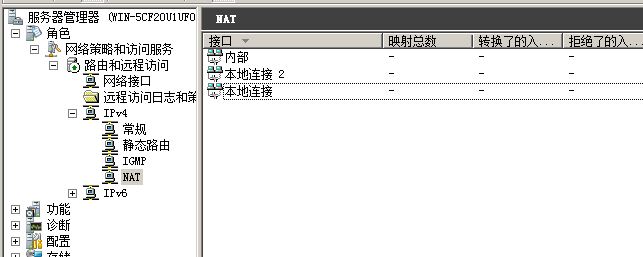 服务器管理器 (WIN-5CF20U1UFO
角色
网络策略和访问服务
路由和远程访问
网络接口
远程访问日志和策
IPv4
常规
静态路由
IGMP
NAT
IPv6
功能
诊断
配置
存储
NAT
接口 映射总数 转换了的入... 拒绝了的入...
内部 - - -
本地连接 2 - - -
本地连接 - - -